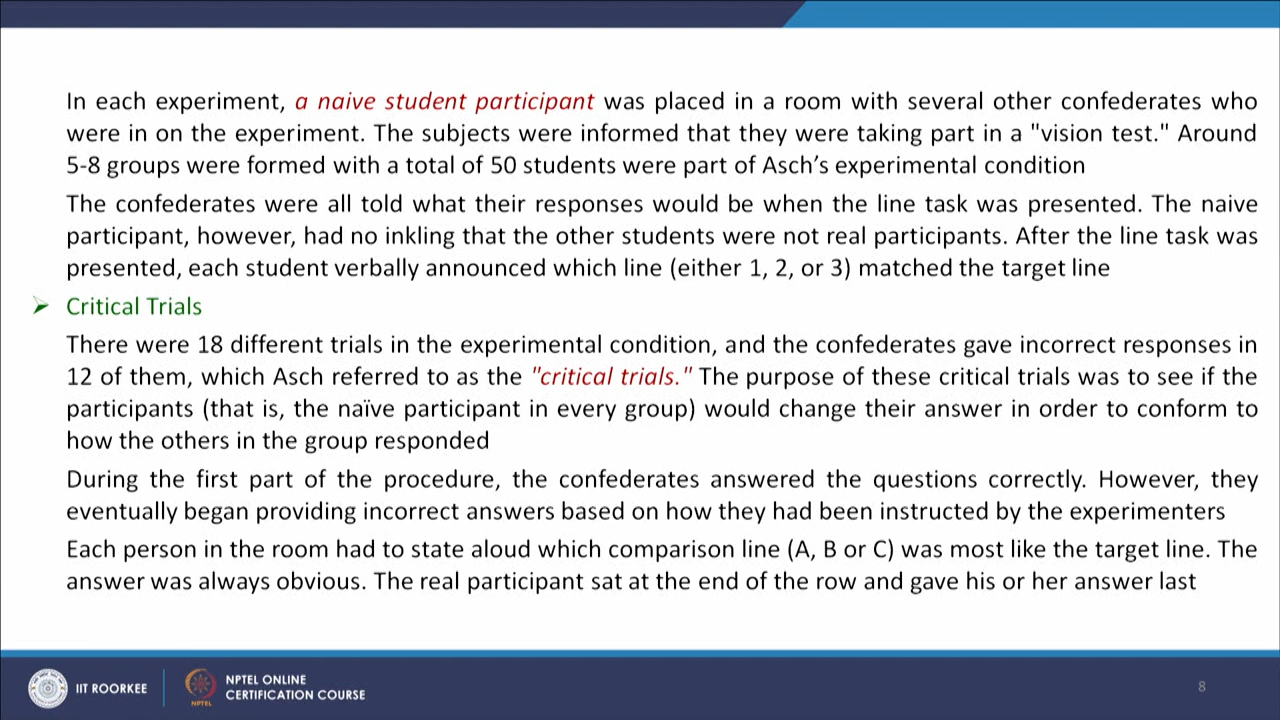 In each experiment, a naive student participant was placed in a room with several other confederates who
were in on the experiment. The subjects were informed that they were taking part in a "vision test." Around
5-8 groups were formed with a total of 50 students were part of Asch’s experimental condition
The confederates were all told what their responses would be when the line task was presented. The naive
participant, however, had no inkling that the other students were not real participants. After the line task was
presented, each student verbally announced which line (either 1, 2, or 3) matched the target line
Critical Trials
There were 18 different trials in the experimental condition, and the confederates gave incorrect responses in
12 of them, which Asch referred to as the "critical trials." The purpose of these critical trials was to see if the
participants (that is, the naïve participant in every group) would change their answer in order to conform to
how the others in the group responded
During the first part of the procedure, the confederates answered the questions correctly. However, they
eventually began providing incorrect answers based on how they had been instructed by the experimenters
Each person in the room had to state aloud which comparison line (A, B or C) was most like the target line. The
answer was always obvious. The real participant sat at the end of the row and gave his or her answer last
IIT ROORKEE
NPTEL
NPTEL ONLINE
CERTIFICATION COURSE
8